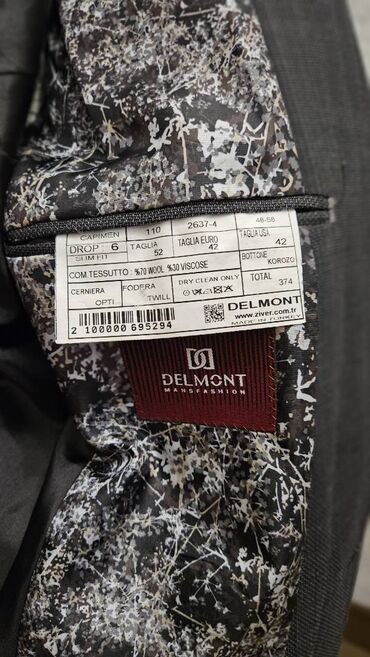 CAPIMEN 110 2637-4 48-58
DROP : 6 TAGLIA TAGLIA EURO TAGLIA USA
SLIM FIT 52 42 42
COM.TESSUTO : %70 WOOL %30 VISCOSE BOTTONE
KOROZO
CERNIERA FODERA DRY CLEAN ONLY TOTAL
OPTI TWILL 374
DELMONT
www.ziver.com.tr
MADE IN TURKEY
2 100000 695294
DELMONT
MANSFASHION